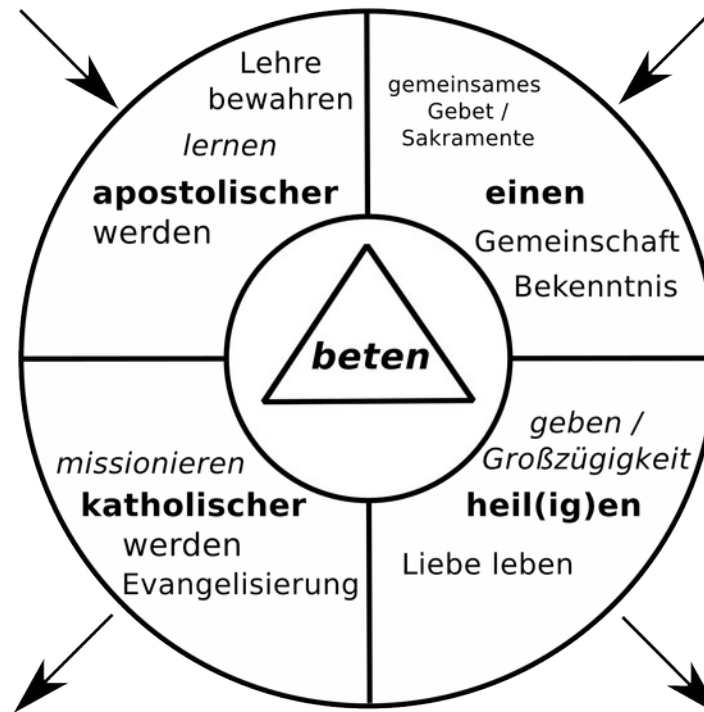 Lehre
bewahren
lernen
apostolischer
werden
gemeinsames
Gebet /
Sakramente
einen
Gemeinschaft
Bekenntnis
beten
missionieren
katholischer
werden
Evangelisierung
geben /
Großzügigkeit
heil(ig)en
Liebe leben